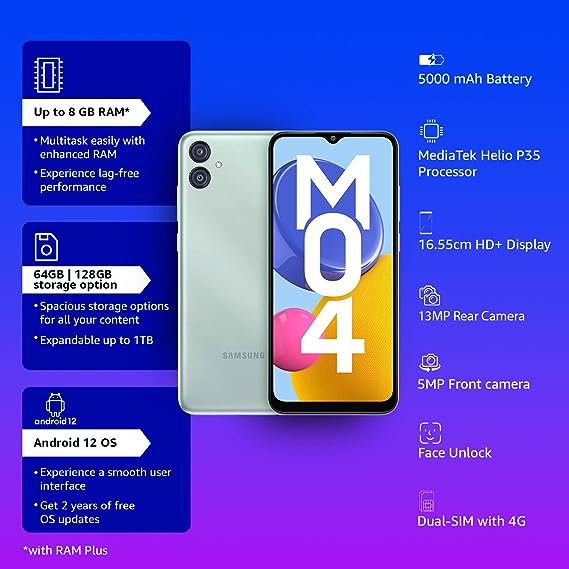 Up to 8 GB RAM*
• Multitask easily with
enhanced RAM
• Experience lag-free
performance
64GB | 128GB
storage option
• Spacious storage options
for all your content
• Expandable up to 1TB
android 12
Android 12 OS
• Experience a smooth user
interface
• Get 2 years of free
OS updates
*with RAM Plus
SAMSUNG
M04
5000 mAh Battery
MediaTek Helio P35
Processor
16.55cm HD+ Display
13MP Rear Camera
5MP Front camera
Face Unlock
Dual-SIM with 4G